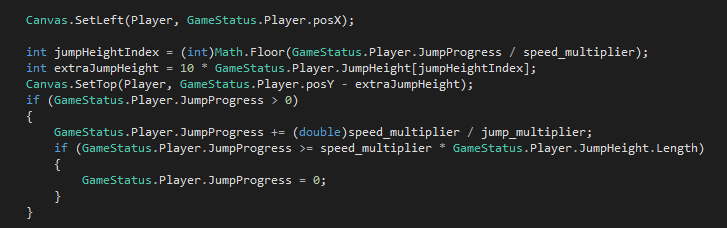 Canvas.SetLeft(Player, GameStatus.Player.posX);
int jumpHeightIndex = (int)Math.Floor(GameStatus.Player.JumpProgress / speed_multiplier);
int extraJumpHeight = 10 * GameStatus.Player.JumpHeight[jumpHeightIndex];
Canvas.SetTop(Player, GameStatus.Player.posY - extraJumpHeight);
if (GameStatus.Player.JumpProgress > 0)
{
    GameStatus.Player.JumpProgress += (double)speed_multiplier / jump_multiplier;
    if (GameStatus.Player.JumpProgress >= speed_multiplier * GameStatus.Player.JumpHeight.Length)
    {
        GameStatus.Player.JumpProgress = 0;
    }
}